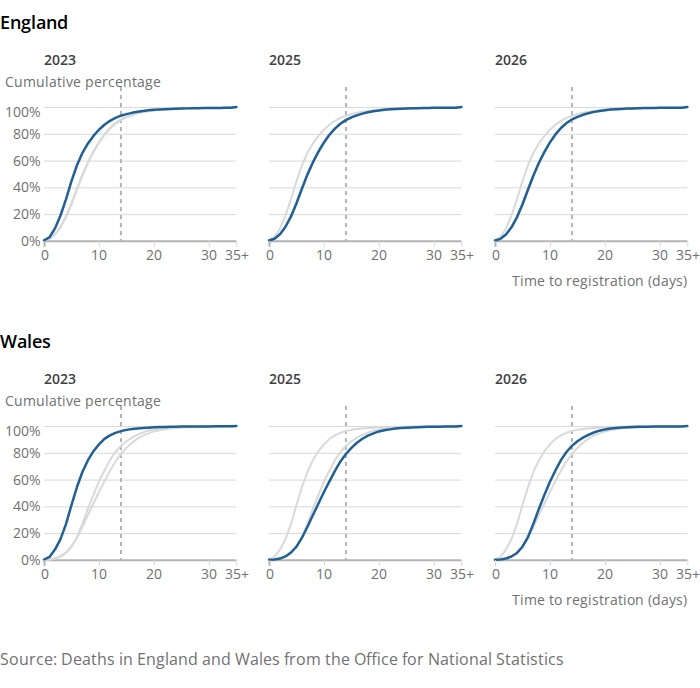 England
2023 2025 2026
Cumulative percentage
100%
80%
60%
40%
20%
0%
0 10 20 30 35+ 0 10 20 30 35+ 0 10 20 30 35+
Time to registration (days)
Wales
2023 2025 2026
Cumulative percentage
100%
80%
60%
40%
20%
0%
0 10 20 30 35+ 0 10 20 30 35+ 0 10 20 30 35+
Time to registration (days)
Source: Deaths in England and Wales from the Office for National Statistics